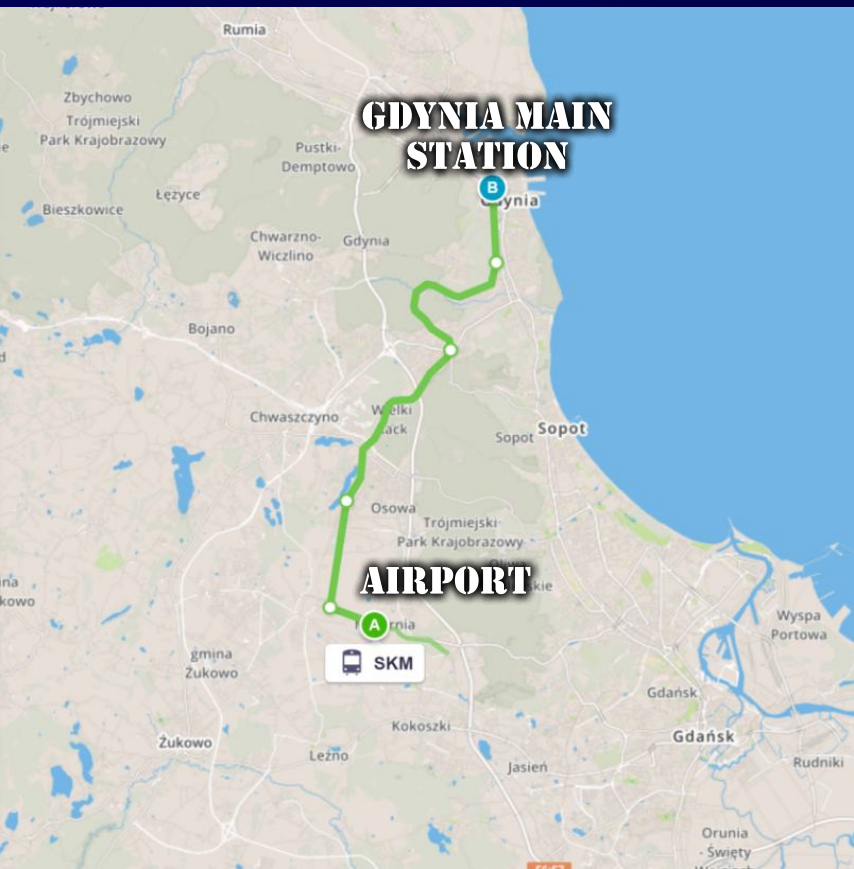 Rumia
Zbychowo
Trójmiejski
Park Krajobrazowy
GDYNIA MAIN
STATION
Pustki-
Demptowo
B
Łężyce
Bieszkowice
Chwarzno-
Wiczlino
Gdynia
Bojano
Chwaszczyno
Sopot
Sopot
Osowa
Trójmiejski
Park Krajobrazowy
AIRPORT
A
SKM
Wyspa
Portowa
gmina
Żukowo
Kokoszki
Gdańsk
Gdańsk
Żukowo
Leźno
Jasień
Rudniki
Orunia
- Święty